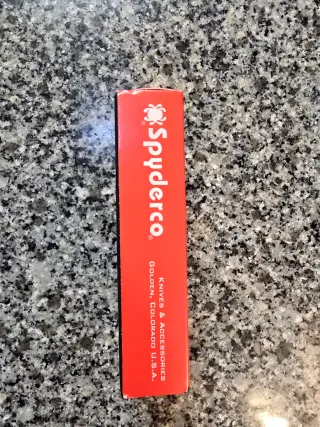 Spyderco®
Knives & Accessories
Golden, Colorado U.S.A.